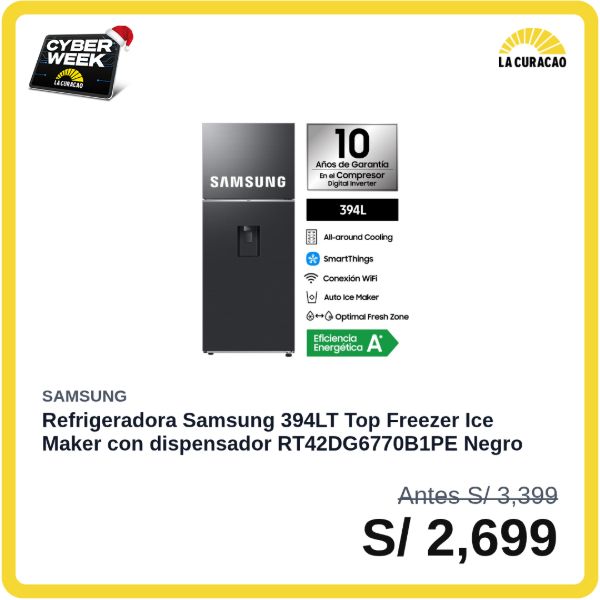 CYBER
WEEK
LA CURACAO
LA CURACAO
SAMSUNG
10
Años de Garantía
En el Compresor
Digital Inverter
394L
All-around Cooling
SmartThings
Conexión WiFi
Auto Ice Maker
Optimal Fresh Zone
Eficiencia
Energética A*
SAMSUNG
Refrigeradora Samsung 394LT Top Freezer Ice
Maker con dispensador RT42DG6770B1PE Negro
Antes S/ 3,399
S/ 2,699